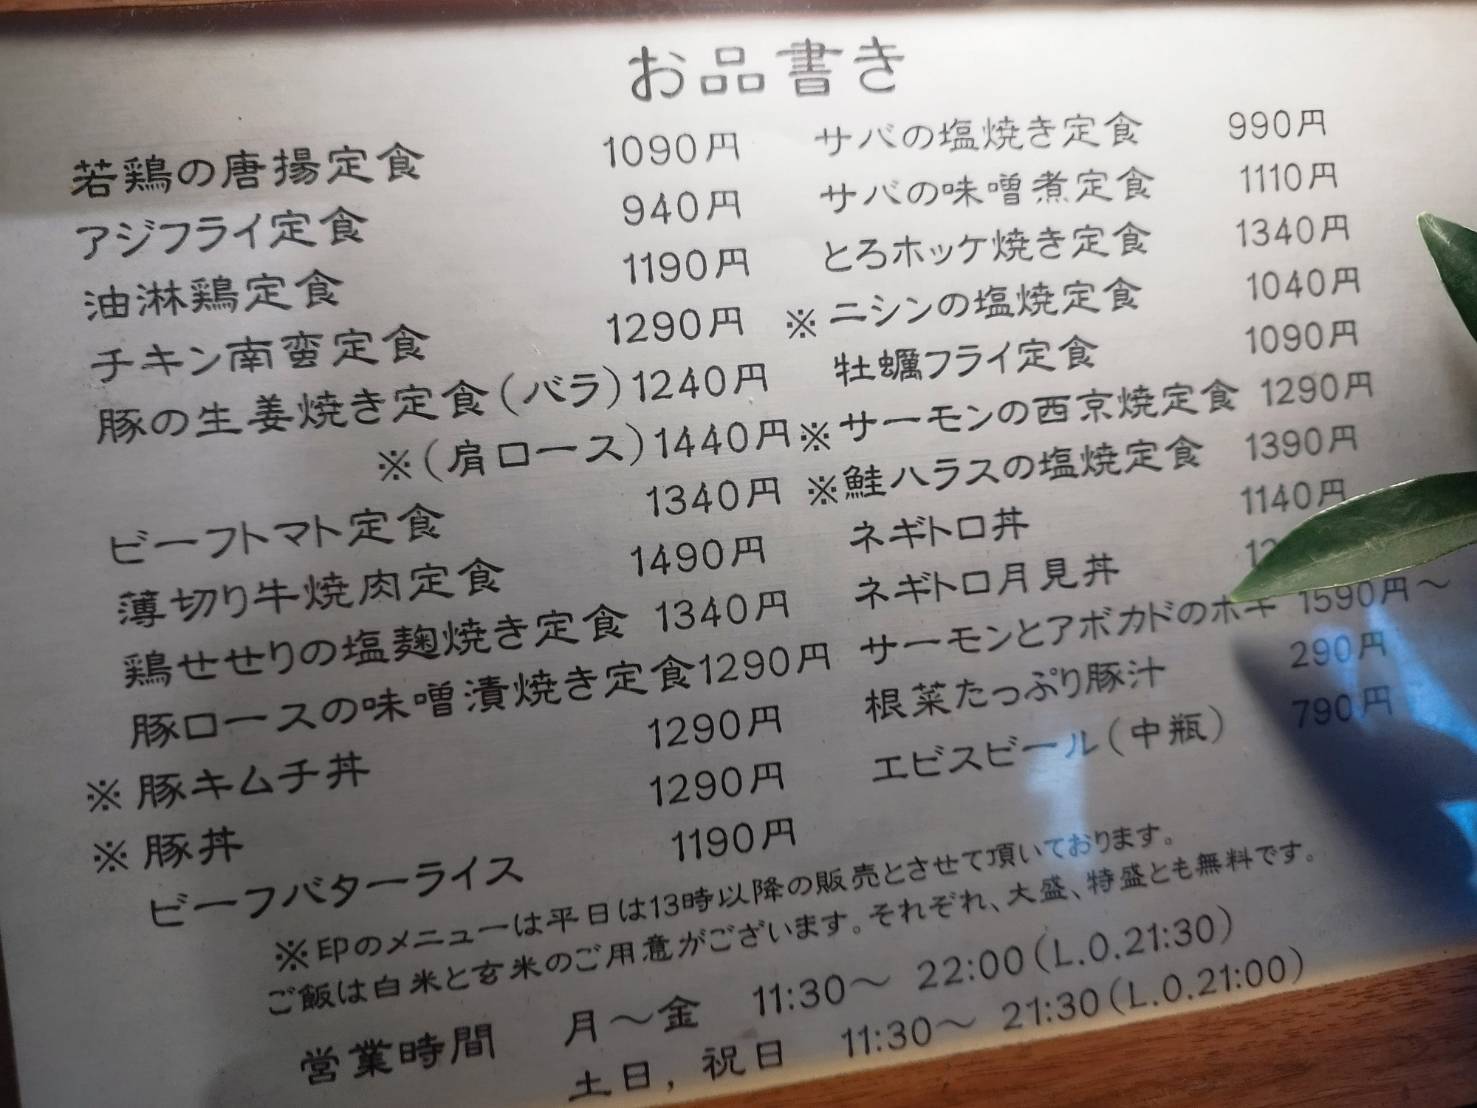 お品書き
若鶏の唐揚定食 1090円
アジフライ定食 940円
油淋鶏定食 1190円
チキン南蛮定食 1290円
豚の生姜焼き定食(バラ) 1240円
※(肩ロース) 1440円
ビーフトマト定食 1340円
薄切り牛焼肉定食 1490円
鶏せせりの塩麹焼き定食 1340円
豚ロースの味噌漬焼き定食 1290円
※豚キムチ丼 1290円
※豚丼 1290円
ビーフバターライス 1190円
サバの塩焼き定食 990円
サバの味噌煮定食 1110円
とろホッケ焼き定食 1340円
※ニシンの塩焼定食 1040円
牡蠣フライ定食 1090円
※サーモンの西京焼定食 1290円
※鮭ハラスの塩焼定食 1390円
ネギトロ丼 1140円
ネギトロ月見丼
サーモンとアボカドのポキ 1590円〜
根菜たっぷり豚汁 290円
エビスビール(中瓶) 790円
※印のメニューは平日は13時以降の販売とさせて頂いております。
ご飯は白米と玄米のご用意がございます。それぞれ、大盛、特盛とも無料です。
営業時間 月〜金 11:30〜 22:00(L.O.21:30)
土日, 祝日 11:30〜 21:30(L.O.21:00)